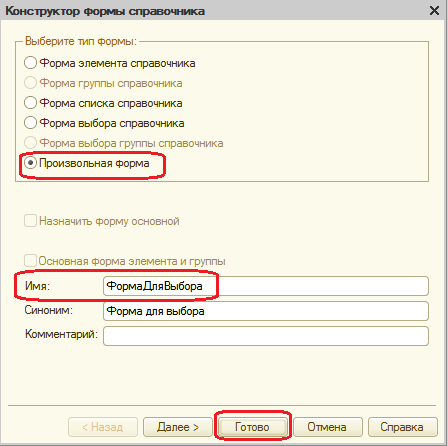 Конструктор формы справочника
Выберите тип формы:
Форма элемента справочника
Форма группы справочника
Форма списка справочника
Форма выбора справочника
Форма выбора группы справочника
Произвольная форма
Назначить форму основной
Основная форма элемента и группы
Имя: ФормаДляВыбора
Синоним: Форма для выбора
Комментарий:
< Назад Далее > Готово Отмена Справка